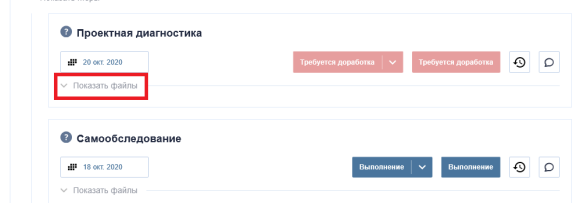 Проектная диагностика
20 окт. 2020
Требуется доработка
Требуется доработка
Показать файлы
Самообследование
18 окт. 2020
Выполнение
Выполнение
Показать файлы